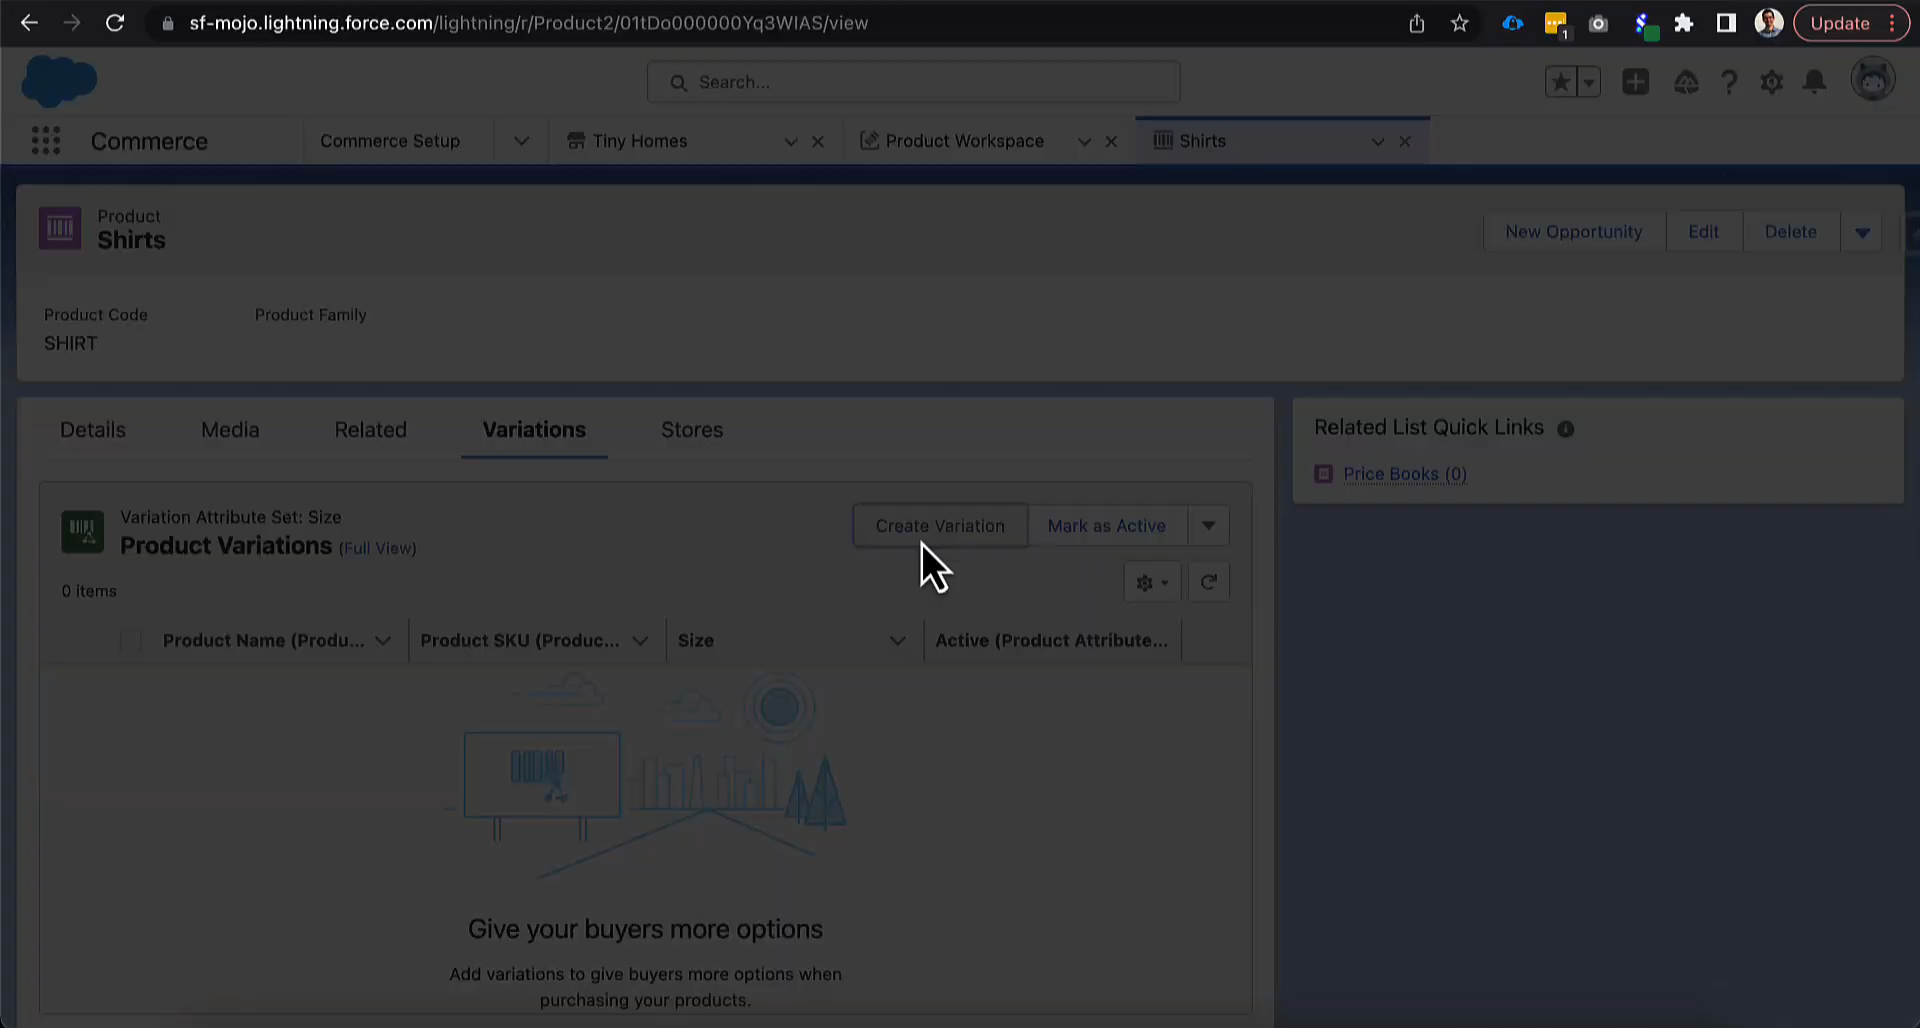 sf-mojo.lightning.force.com/lightning/r/Product2/01tDo000000Yq3WIAS/view
1
Update
Search...
Commerce
Commerce Setup
Tiny Homes
Product Workspace
Shirts
Product
Shirts
New Opportunity
Edit
Delete
Product Code
Product Family
SHIRT
Details
Media
Related
Variations
Stores
Related List Quick Links
Price Books (0)
Variation Attribute Set: Size
Product Variations (Full View)
Create Variation
Mark as Active
0 items
Product Name (Produ...
Product SKU (Produc...
Size
Active (Product Attribute...
Give your buyers more options
Add variations to give buyers more options when
purchasing your products.